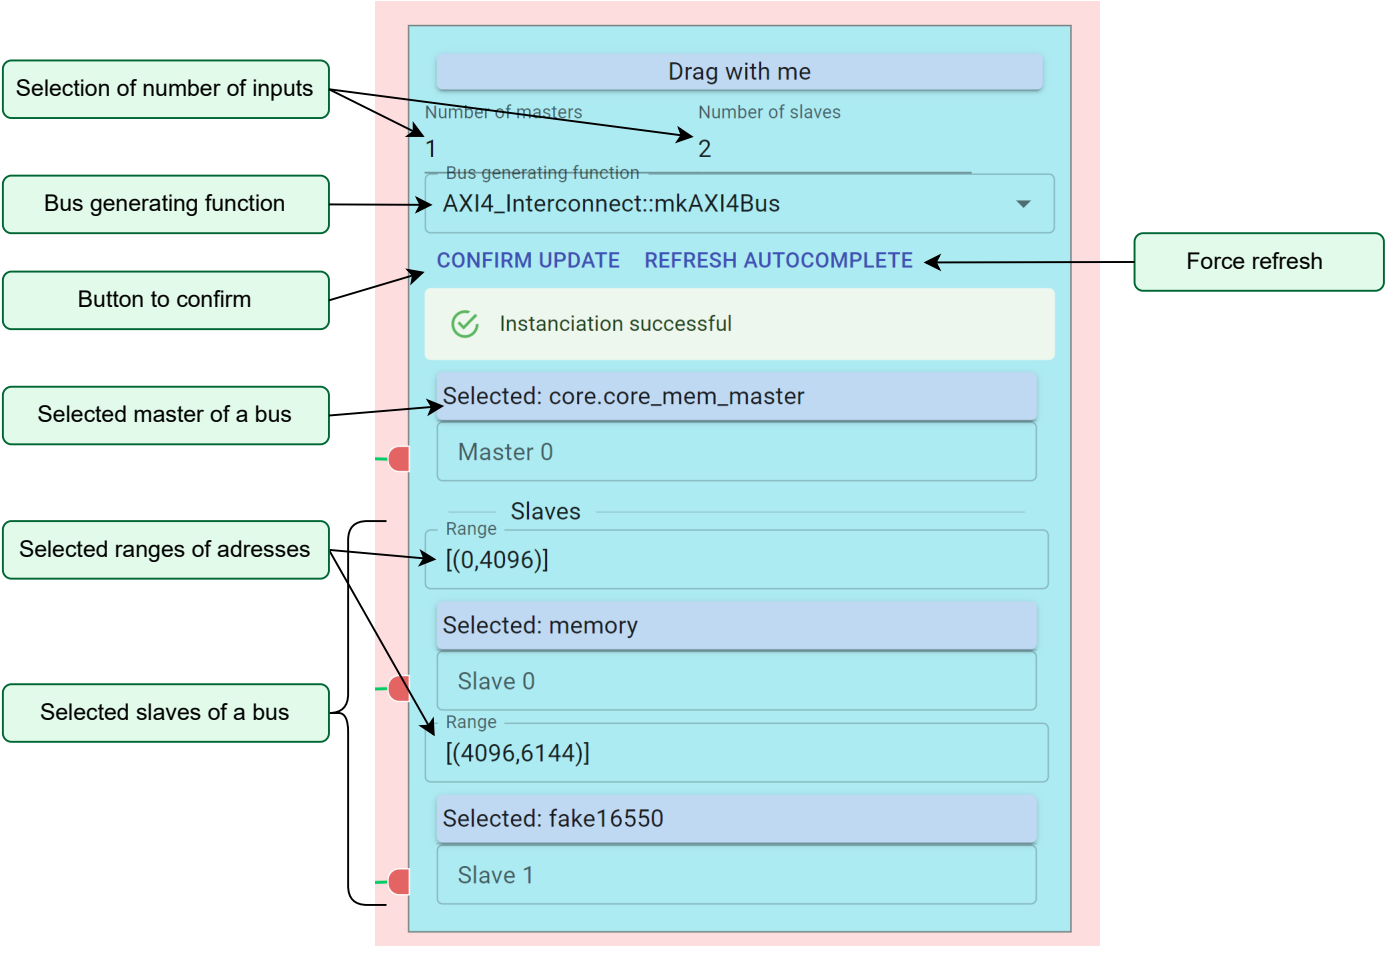 Drag with me
Selection of number of inputs
Number of masters
Number of slaves
1
2
Bus generating function
Bus generating function
AXI4_Interconnect::mkAXI4Bus
CONFIRM UPDATE
REFRESH AUTOCOMPLETE
Force refresh
Button to confirm
Instanciation successful
Selected master of a bus
Selected: core.core_mem_master
Master 0
Slaves
Range
Selected ranges of adresses
[(0,4096)]
Selected: memory
Slave 0
Selected slaves of a bus
Range
[(4096,6144)]
Selected: fake16550
Slave 1